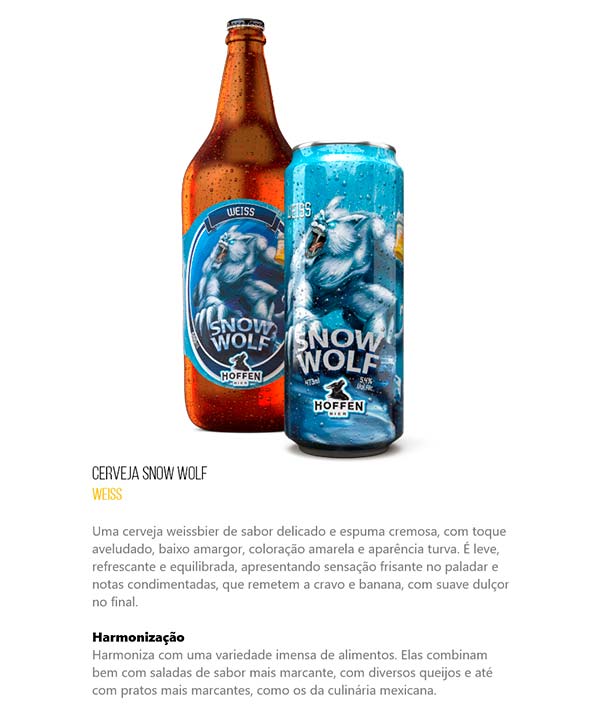 WEISS
SNOW
WOLF
HOFFEN
BIER
WEISS
SNOW
WOLF
473ml
5,4%
HOFFEN
BIER
CERVEJA SNOW WOLF
WEISS
Uma cerveja weissbier de sabor delicado e espuma cremosa, com toque
aveludado, baixo amargor, coloração amarela e aparência turva. É leve,
refrescante e equilibrada, apresentando sensação frisante no paladar e
notas condimentadas, que remetem a cravo e banana, com suave dulçor
no final.
Harmonização
Harmoniza com uma variedade imensa de alimentos. Elas combinam
bem com saladas de sabor mais marcante, com diversos queijos e até
com pratos mais marcantes, como os da culinária mexicana.